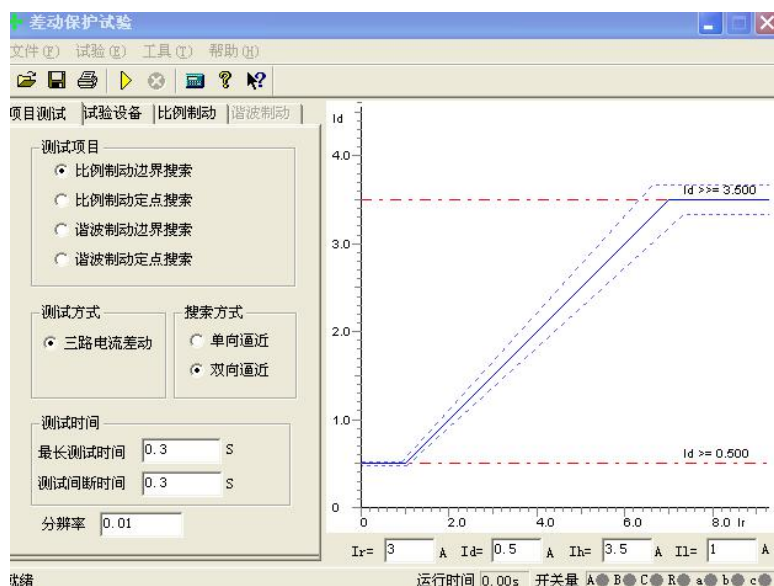 差动保护试验
文件(F) 试验(E) 工具(T) 帮助(H)
项目测试 试验设备 比例制动 谐波制动
测试项目
比例制动边界搜索
比例制动定点搜索
谐波制动边界搜索
谐波制动定点搜索
测试方式
三路电流差动
搜索方式
单向逼近
双向逼近
测试时间
最长测试时间 0.3 S
测试间断时间 0.3 S
分辨率 0.01
Id
4.0
Id >>= 3.500
3.0
2.0
1.0
Id >= 0.500
0
0 2.0 4.0 6.0 8.0 Ir
Ir= 3 A Id= 0.5 A Ih= 3.5 A Il= 1 A
就绪 运行时间 0.00s 开关量 A B C R a b c